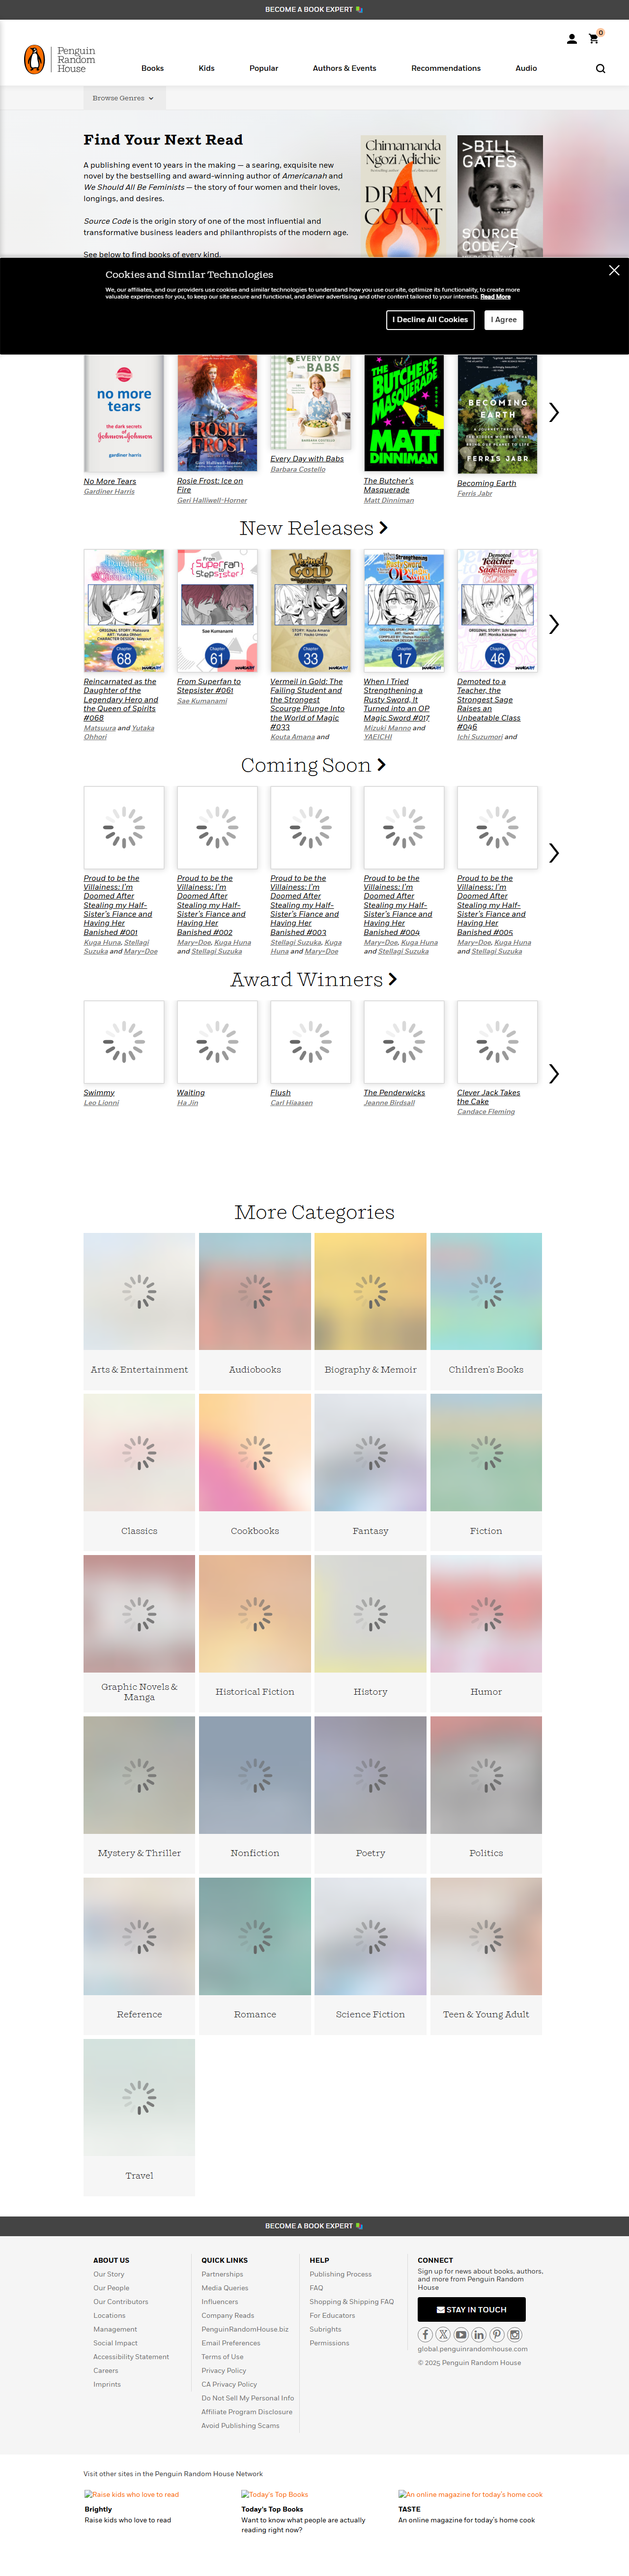 BECOME A BOOK EXPERT
0
Penguin
Random
House
Books
Kids
Popular
Authors & Events
Recommendations
Audio
Browse Genres
Find Your Next Read
A publishing event 10 years in the making — a searing, exquisite new
novel by the bestselling and award-winning author of Americanah and
We Should All Be Feminists — the story of four women and their loves,
longings, and desires.
Source Code is the origin story of one of the most influential and
transformative business leaders and philanthropists of the modern age.
See below to find books of every kind.
Chimamanda
Ngozi Adichie
DREAM
COUNT
>BILL
GATES
SOURCE
CODE/
Cookies and Similar Technologies
We, our affiliates, and our providers use cookies and similar technologies to understand how you use our site, optimize its functionality, to create more
valuable experiences for you, to keep our site secure and functional, and deliver advertising and other content tailored to your interests. Read More
I Decline All Cookies
I Agree
no more
tears
the dark secrets of
Johnson&Johnson
gardiner harris
ROSIE
FROST
EVERY DAY
with BABS
THE
BUTCHER'S
MASQUERADE
MATT
DINNIMAN
BECOMING
EARTH
FERRIS JABR
No More Tears
Gardiner Harris
Rosie Frost: Ice on
Fire
Geri Halliwell-Horner
Every Day with Babs
Barbara Costello
The Butcher's
Masquerade
Matt Dinniman
Becoming Earth
Ferris Jabr
New Releases
Chapter
68
From
{Superfan
to
Stepsister}
Sae Kumanami
Chapter
61
Vermeil in
Gold
Chapter
33
Chapter
17
Chapter
46
Reincarnated as the
Daughter of the
Legendary Hero and
the Queen of Spirits
#068
Matsuura and Yutaka
Ohhori
From Superfan to
Stepsister #061
Sae Kumanami
Vermeil in Gold: The
Failing Student and
the Strongest
Scourge Plunge Into
the World of Magic
#033
Kouta Amana and
When I Tried
Strengthening a
Rusty Sword, It
Turned into an OP
Magic Sword #017
Mizuki Manno and
YAEICHI
Demoted to a
Teacher, the
Strongest Sage
Raises an
Unbeatable Class
#046
Ichi Suzumori and
Coming Soon
Proud to be the
Villainess: I'm
Doomed After
Stealing my Half-
Sister's Fiance and
Having Her
Banished #001
Kuga Huna, Stellagi
Suzuka and Mary=Doe
Proud to be the
Villainess: I'm
Doomed After
Stealing my Half-
Sister's Fiance and
Having Her
Banished #002
Mary=Doe, Kuga Huna
and Stellagi Suzuka
Proud to be the
Villainess: I'm
Doomed After
Stealing my Half-
Sister's Fiance and
Having Her
Banished #003
Stellagi Suzuka, Kuga
Huna and Mary=Doe
Proud to be the
Villainess: I'm
Doomed After
Stealing my Half-
Sister's Fiance and
Having Her
Banished #004
Mary=Doe, Kuga Huna
and Stellagi Suzuka
Proud to be the
Villainess: I'm
Doomed After
Stealing my Half-
Sister's Fiance and
Having Her
Banished #005
Mary=Doe, Kuga Huna
and Stellagi Suzuka
Award Winners
Swimmy
Leo Lionni
Waiting
Ha Jin
Flush
Carl Hiaasen
The Penderwicks
Jeanne Birdsall
Clever Jack Takes
the Cake
Candace Fleming
More Categories
Arts & Entertainment
Audiobooks
Biography & Memoir
Children's Books
Classics
Cookbooks
Fantasy
Fiction
Graphic Novels &
Manga
Historical Fiction
History
Humor
Mystery & Thriller
Nonfiction
Poetry
Politics
Reference
Romance
Science Fiction
Teen & Young Adult
Travel
BECOME A BOOK EXPERT
ABOUT US
Our Story
Our People
Our Contributors
Locations
Management
Social Impact
Accessibility Statement
Careers
Imprints
QUICK LINKS
Partnerships
Media Queries
Influencers
Company Reads
PenguinRandomHouse.biz
Email Preferences
Terms of Use
Privacy Policy
CA Privacy Policy
Do Not Sell My Personal Info
Affiliate Program Disclosure
Avoid Publishing Scams
HELP
Publishing Process
FAQ
Shopping & Shipping FAQ
For Educators
Subrights
Permissions
CONNECT
Sign up for news about books, authors,
and more from Penguin Random
House
STAY IN TOUCH
global.penguinrandomhouse.com
© 2025 Penguin Random House
Visit other sites in the Penguin Random House Network
Raise kids who love to read
Brightly
Raise kids who love to read
Today's Top Books
Today's Top Books
Want to know what people are actually
reading right now?
An online magazine for today's home cook
TASTE
An online magazine for today's home cook